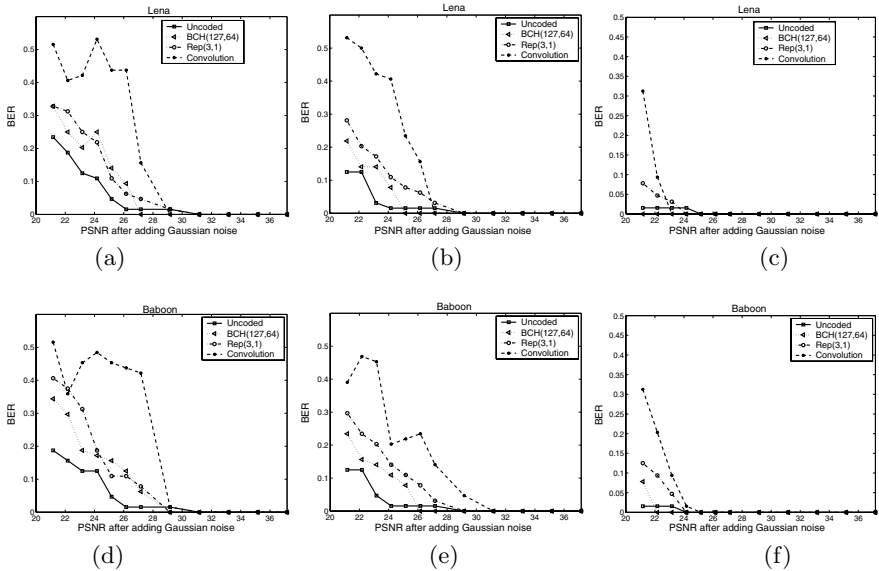 Lena
Uncoded
BCH(127,64)
Rep(3,1)
Convolution
0.5
0.4
0.3
0.2
0.1
0
BER
20 22 24 26 28 30 32 34 36
PSNR after adding Gaussian noise
(a)
Lena
Uncoded
BCH(127,64)
Rep(3,1)
Convolution
0.6
0.5
0.4
0.3
0.2
0.1
0
BER
20 22 24 26 28 30 32 34 36
PSNR after adding Gaussian noise
(b)
Lena
Uncoded
BCH(127,64)
Rep(3,1)
Convolution
0.5
0.45
0.4
0.35
0.3
0.25
0.2
0.15
0.1
0.05
0
BER
20 22 24 26 28 30 32 34 36
PSNR after adding Gaussian noise
(c)
Baboon
Uncoded
BCH(127,64)
Rep(3,1)
Convolution
0.6
0.5
0.4
0.3
0.2
0.1
0
BER
20 22 24 26 28 30 32 34 36
PSNR after adding Gaussian noise
(d)
Baboon
Uncoded
BCH(127,64)
Rep(3,1)
Convolution
0.6
0.5
0.4
0.3
0.2
0.1
0
BER
20 22 24 26 28 30 32 34 36
PSNR after adding Gaussian noise
(e)
Baboon
Uncoded
BCH(127,64)
Rep(3,1)
Convolution
0.5
0.45
0.4
0.35
0.3
0.25
0.2
0.15
0.1
0.05
0
BER
20 22 24 26 28 30 32 34 36
PSNR after adding Gaussian noise
(f)